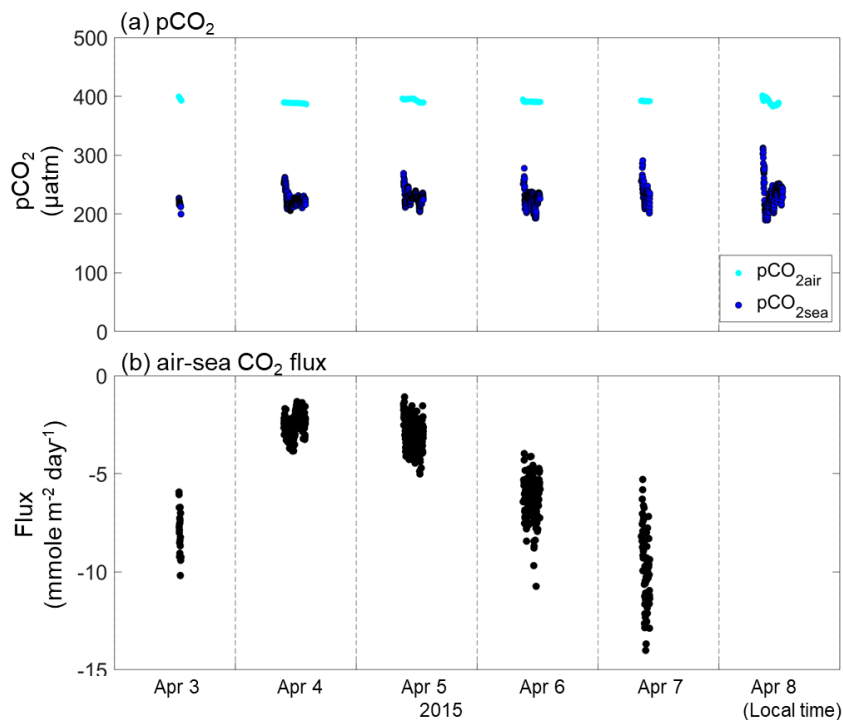 (a) pCO₂
500
400
300
200
100
0
pCO₂
(µatm)
pCO₂air
pCO₂sea
(b) air-sea CO₂ flux
0
-5
-10
-15
Flux
(mmole m⁻² day⁻¹)
Apr 3 Apr 4 Apr 5 Apr 6 Apr 7 Apr 8
2015 (Local time)